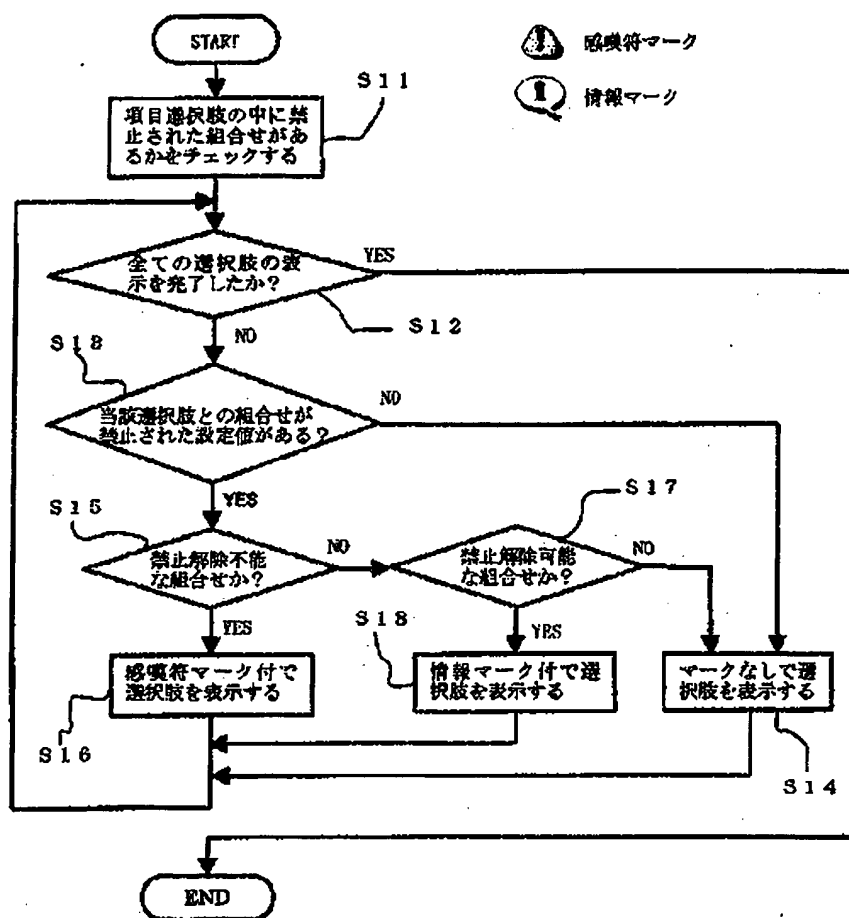 START
! 感嘆符マーク
i 情報マーク
S11
項目選択肢の中に禁
止された組合せがあ
るかをチェックする
全ての選択肢の表
示を完了したか?
YES
S12
NO
S13
当該選択肢との組合せが
禁止された設定値がある?
NO
YES
S15
禁止解除不能
な組合せか?
NO
S17
禁止解除可能
な組合せか?
NO
YES
S18
YES
感嘆符マーク付で
選択肢を表示する
S16
情報マーク付で選
択肢を表示する
マークなしで選
択肢を表示する
S14
END